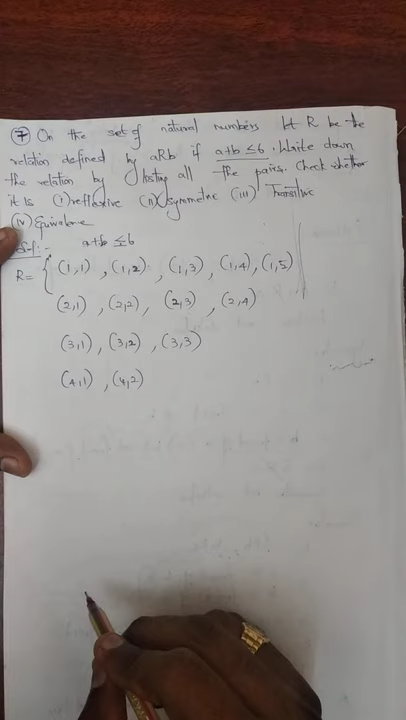 ⑦ On the set of natural numbers let R be the
relation defined by aRb if a+b ≤ 6. Write down
the relation by listing all the pairs. Check whether
it is (i) reflexive (ii) symmetric (iii) Transitive
(iv) Equivalence
Sol:-
a+b ≤ 6
R = { (1,1), (1,2), (1,3), (1,4), (1,5)
(2,1), (2,2), (2,3), (2,4)
(3,1), (3,2), (3,3)
(4,1), (4,2)